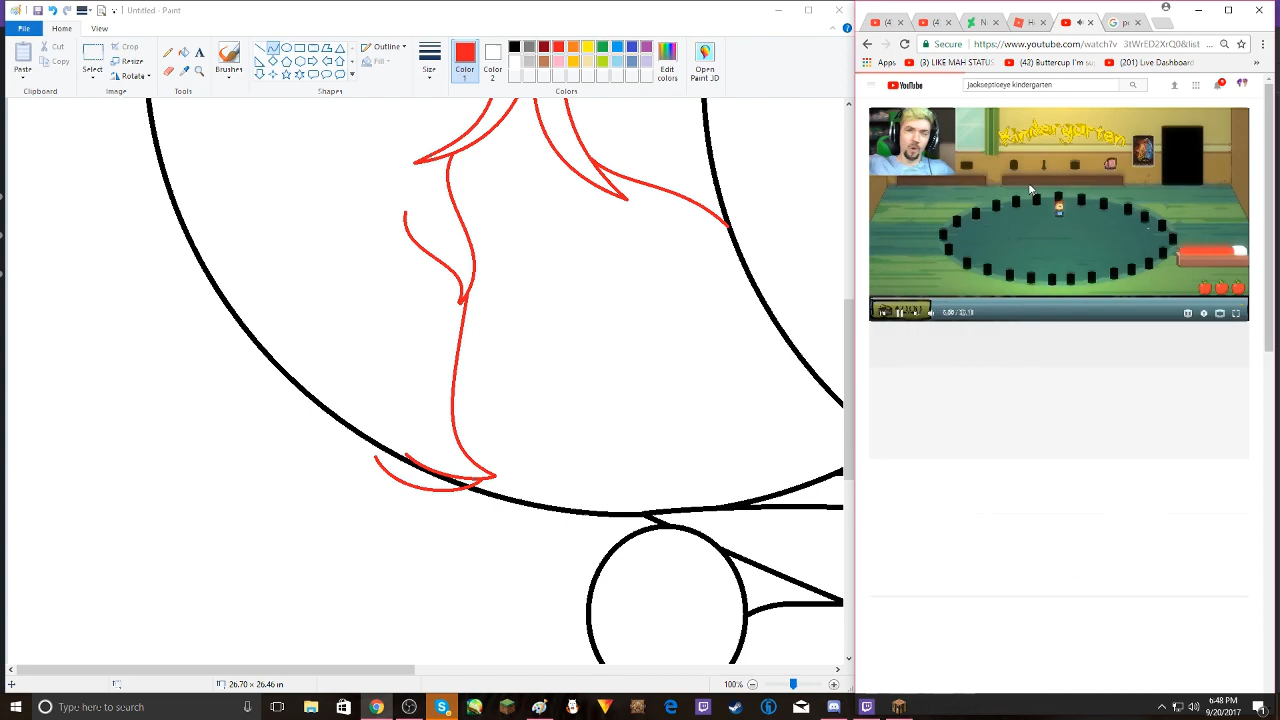 Untitled - Paint
File
Home
View
Paste
Cut
Copy
Clipboard
Select
Crop
Resize
Rotate
Image
Tools
Brushes
Shapes
Outline
Fill
Size
Color 1
Color 2
Edit colors
Colors
Open Paint 3D
26.70 × 26.46 in
100%
Secure
https://www.youtube.com/watch?v
3tWrED2XrQ0&list
Apps
(3) LIKE MAH STATUS
(43) Buttercup I'm su
(201) Live Dashboard
YouTube
jacksepticeye kindergarten
Kindergarten
Type here to search
6:48 PM
9/20/2017